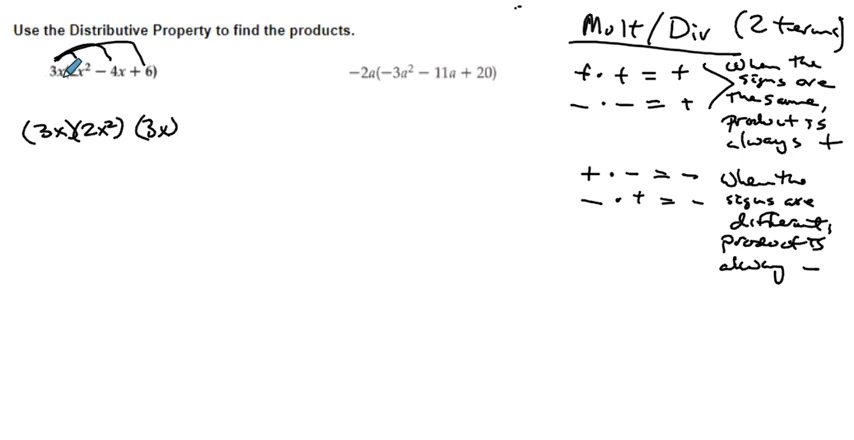 Use the Distributive Property to find the products.
3x(2x² − 4x + 6)
−2a(−3a² − 11a + 20)
(3x)(2x²) (3x)
Mult/Div (2 terms)
+ · + = +
− · − = +
When the
signs are
the same,
product is
always +
+ · − = −
− · + = −
When the
signs are
different,
product is
alway −